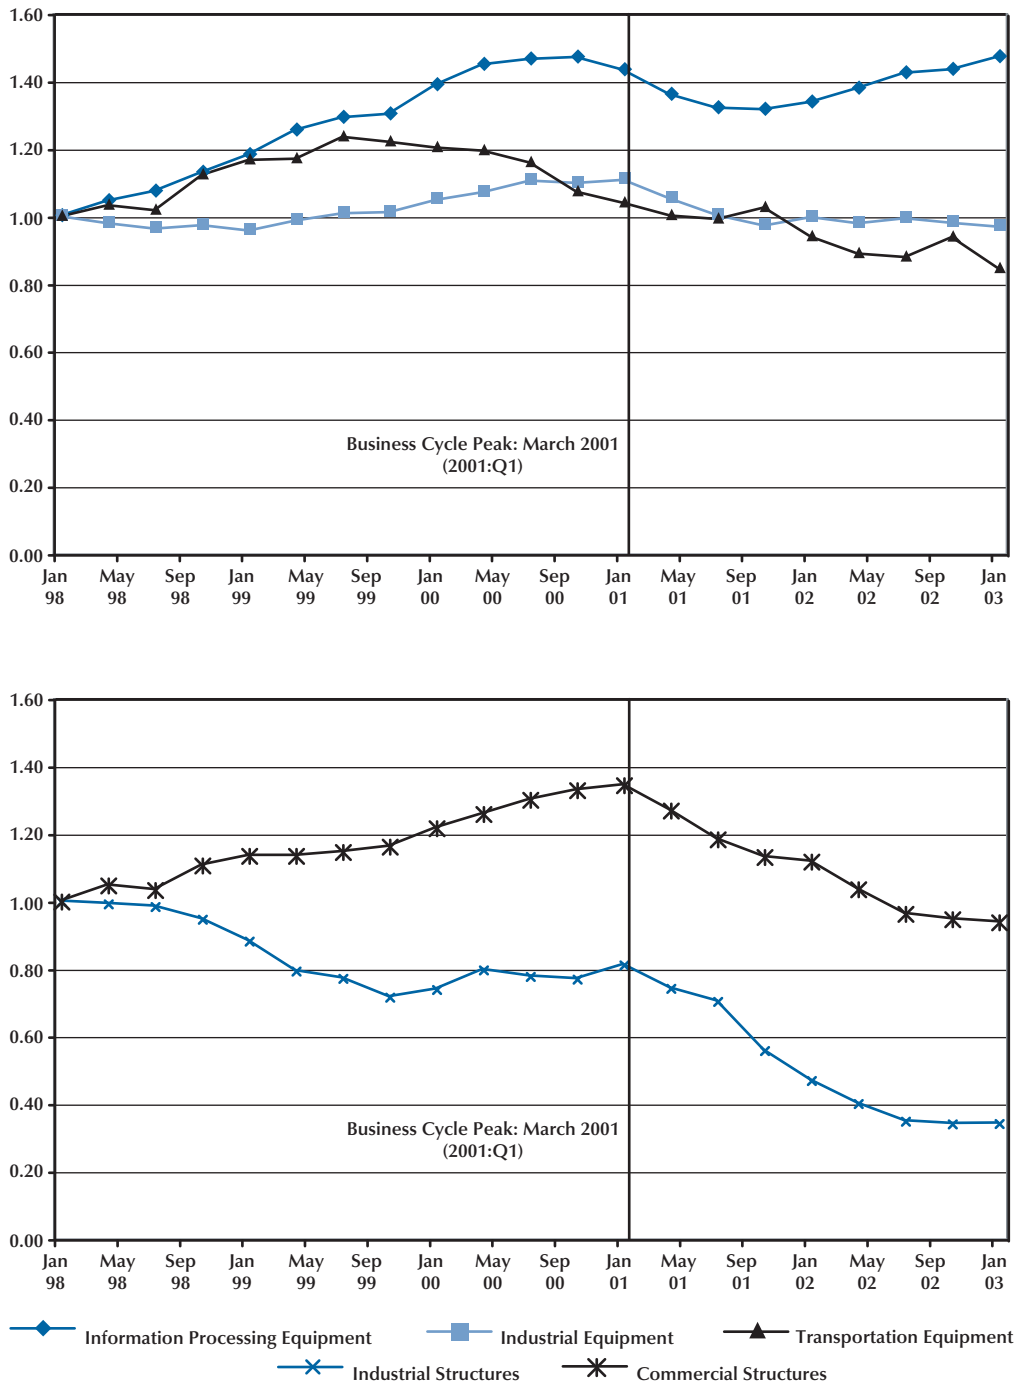 1.60
1.40
1.20
1.00
0.80
0.60
0.40
0.20
0.00
Business Cycle Peak: March 2001
(2001:Q1)
Jan May Sep Jan May Sep Jan May Sep Jan May Sep Jan May Sep Jan
98 98 98 99 99 99 00 00 00 01 01 01 02 02 02 03
1.60
1.40
1.20
1.00
0.80
0.60
0.40
0.20
0.00
Business Cycle Peak: March 2001
(2001:Q1)
Jan May Sep Jan May Sep Jan May Sep Jan May Sep Jan May Sep Jan
98 98 98 99 99 99 00 00 00 01 01 01 02 02 02 03
Information Processing Equipment Industrial Equipment Transportation Equipment
Industrial Structures Commercial Structures